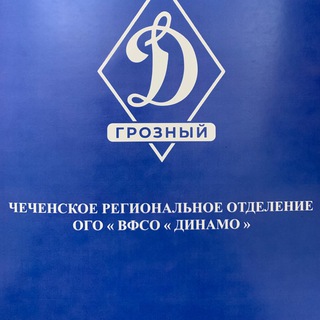 Д
ГРОЗНЫЙ
ЧЕЧЕНСКОЕ РЕГИОНАЛЬНОЕ ОТДЕЛЕНИЕ
ОГО « ВФСО « ДИНАМО »